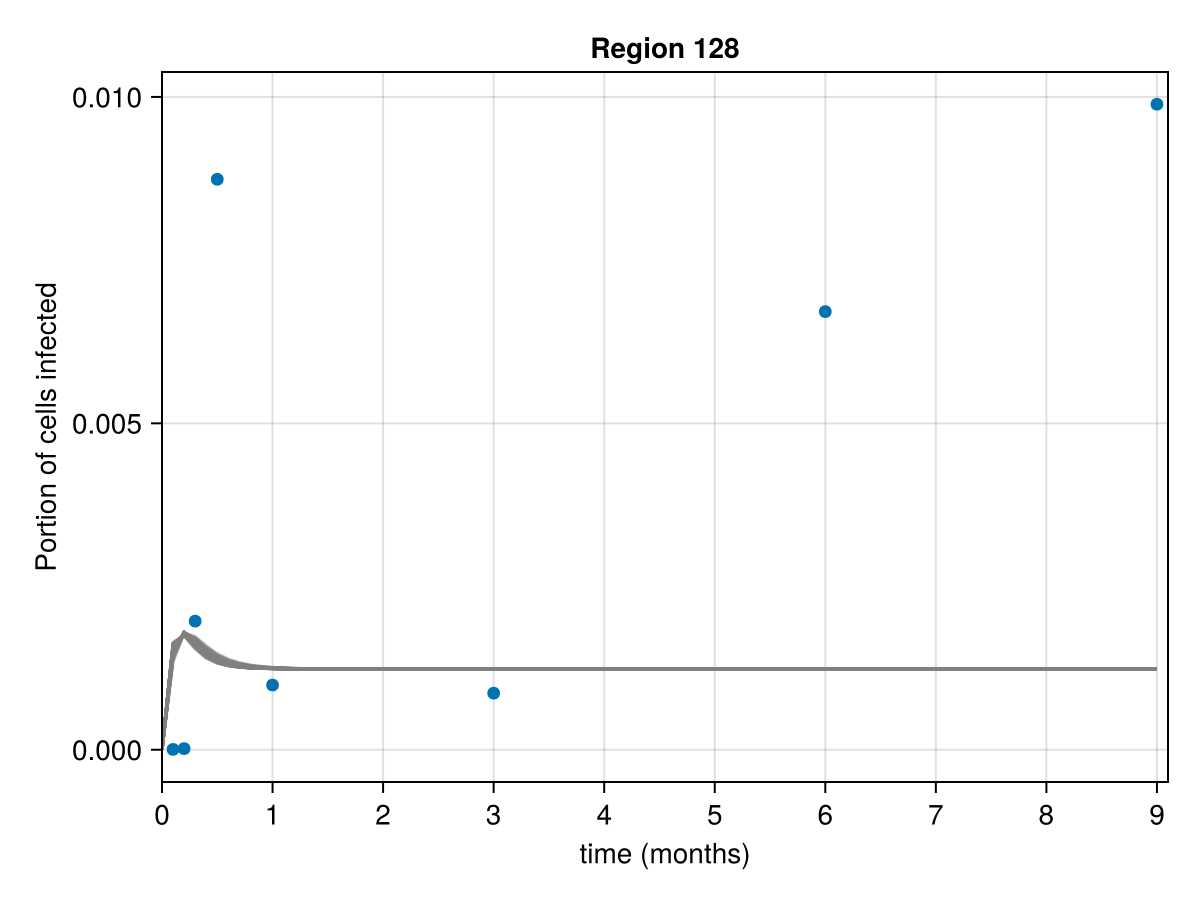 Region 128
0.010
0.005
0.000
Portion of cells infected
0 1 2 3 4 5 6 7 8 9
time (months)